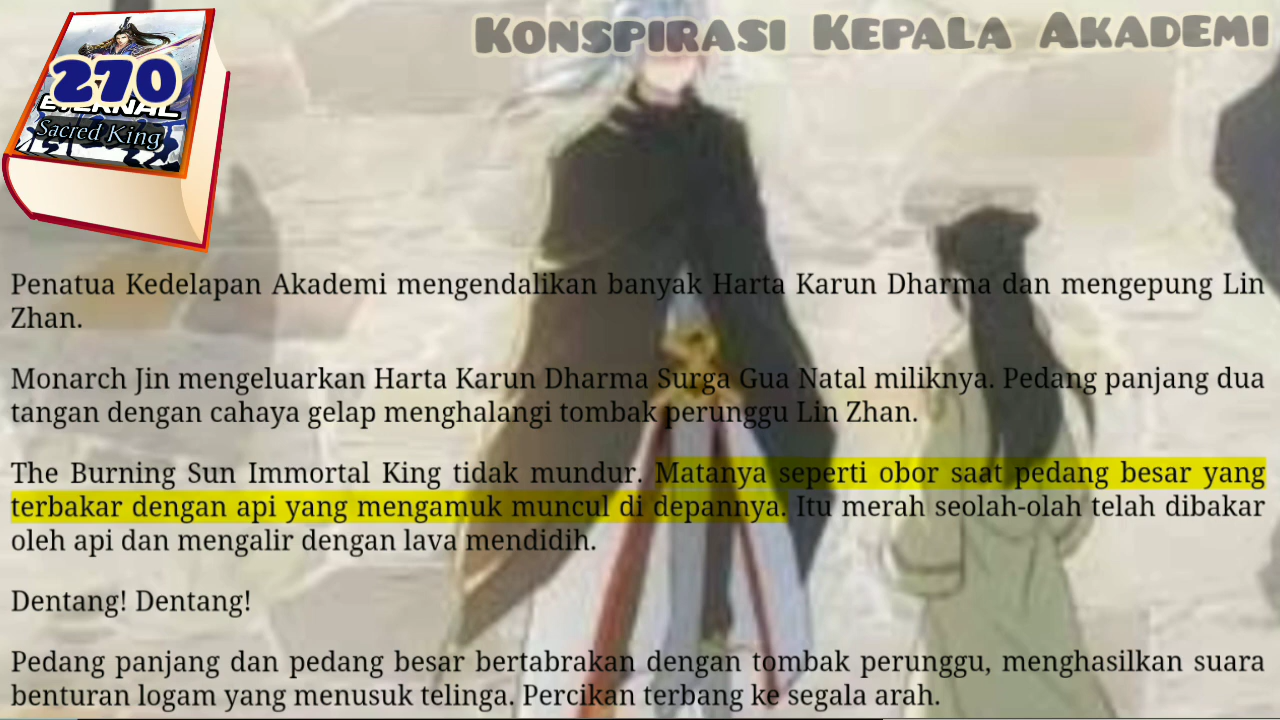 Konspirasi Kepala Akademi
270
ETERNAL
Sacred King
Penatua Kedelapan Akademi mengendalikan banyak Harta Karun Dharma dan mengepung Lin
Zhan.
Monarch Jin mengeluarkan Harta Karun Dharma Surga Gua Natal miliknya. Pedang panjang dua
tangan dengan cahaya gelap menghalangi tombak perunggu Lin Zhan.
The Burning Sun Immortal King tidak mundur. Matanya seperti obor saat pedang besar yang
terbakar dengan api yang mengamuk muncul di depannya. Itu merah seolah-olah telah dibakar
oleh api dan mengalir dengan lava mendidih.
Dentang! Dentang!
Pedang panjang dan pedang besar bertabrakan dengan tombak perunggu, menghasilkan suara
benturan logam yang menusuk telinga. Percikan terbang ke segala arah.